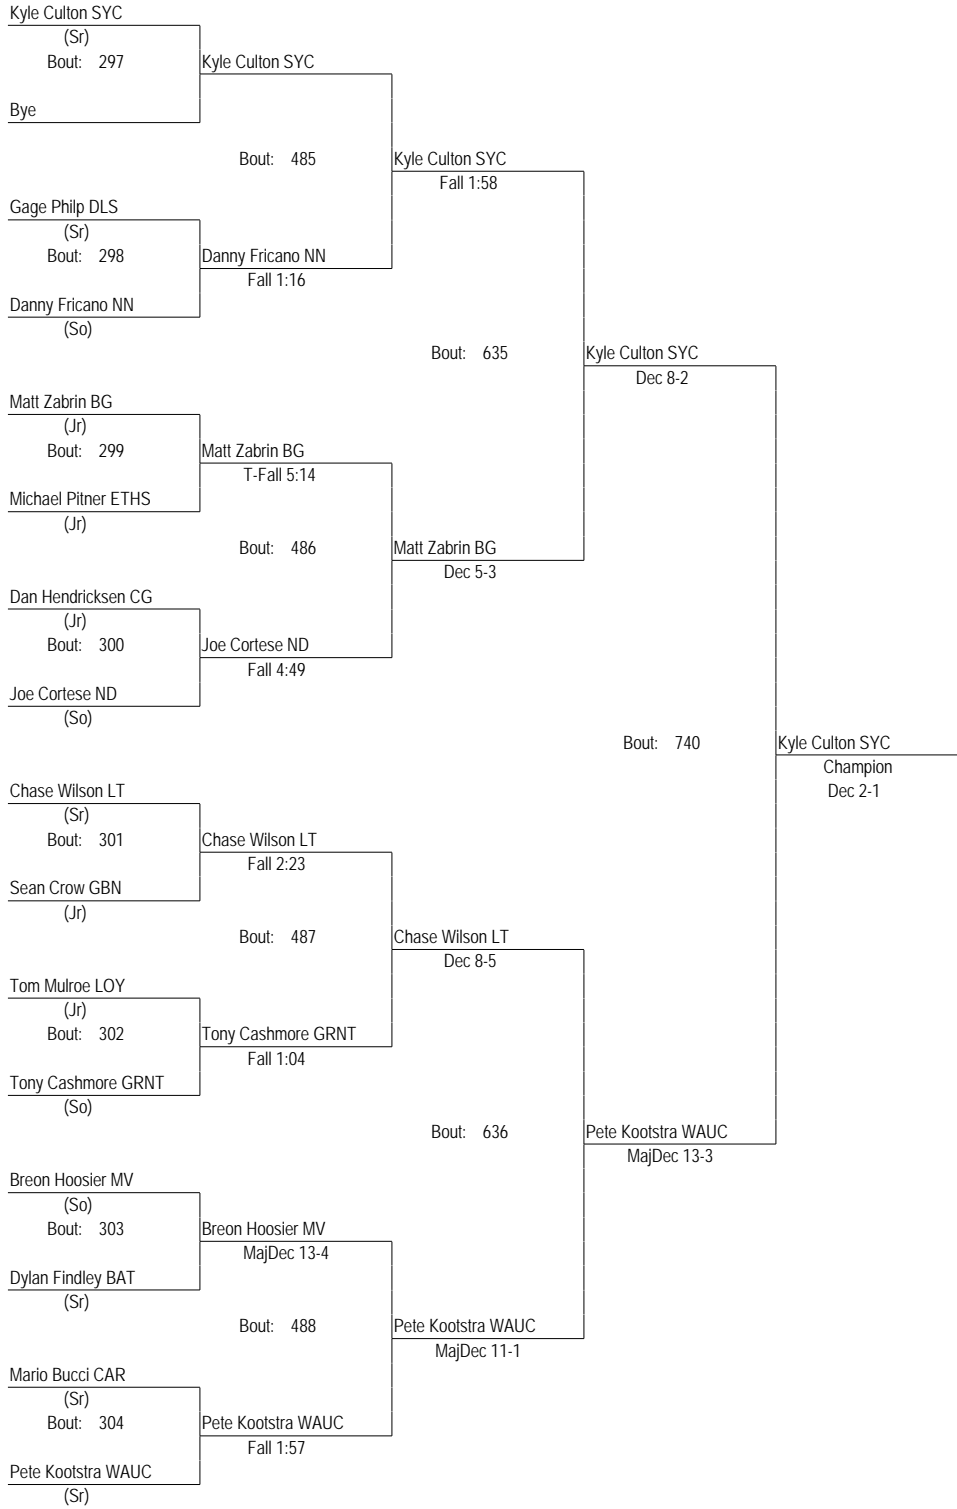 Kyle Culton SYC
(Sr)
Bout: 297
Kyle Culton SYC
Bye
Bout: 485
Kyle Culton SYC
Fall 1:58
Gage Philp DLS
(Sr)
Bout: 298
Danny Fricano NN
Fall 1:16
Danny Fricano NN
(So)
Bout: 635
Kyle Culton SYC
Dec 8-2
Matt Zabrin BG
(Jr)
Bout: 299
Matt Zabrin BG
T-Fall 5:14
Michael Pitner ETHS
(Jr)
Bout: 486
Matt Zabrin BG
Dec 5-3
Dan Hendricksen CG
(Jr)
Bout: 300
Joe Cortese ND
Fall 4:49
Joe Cortese ND
(So)
Bout: 740
Kyle Culton SYC
Champion
Dec 2-1
Chase Wilson LT
(Sr)
Bout: 301
Chase Wilson LT
Fall 2:23
Sean Crow GBN
(Jr)
Bout: 487
Chase Wilson LT
Dec 8-5
Tom Mulroe LOY
(Jr)
Bout: 302
Tony Cashmore GRNT
Fall 1:04
Tony Cashmore GRNT
(So)
Bout: 636
Pete Kootstra WAUC
MajDec 13-3
Breon Hoosier MV
(So)
Bout: 303
Breon Hoosier MV
MajDec 13-4
Dylan Findley BAT
(Sr)
Bout: 488
Pete Kootstra WAUC
MajDec 11-1
Mario Bucci CAR
(Sr)
Bout: 304
Pete Kootstra WAUC
Fall 1:57
Pete Kootstra WAUC
(Sr)